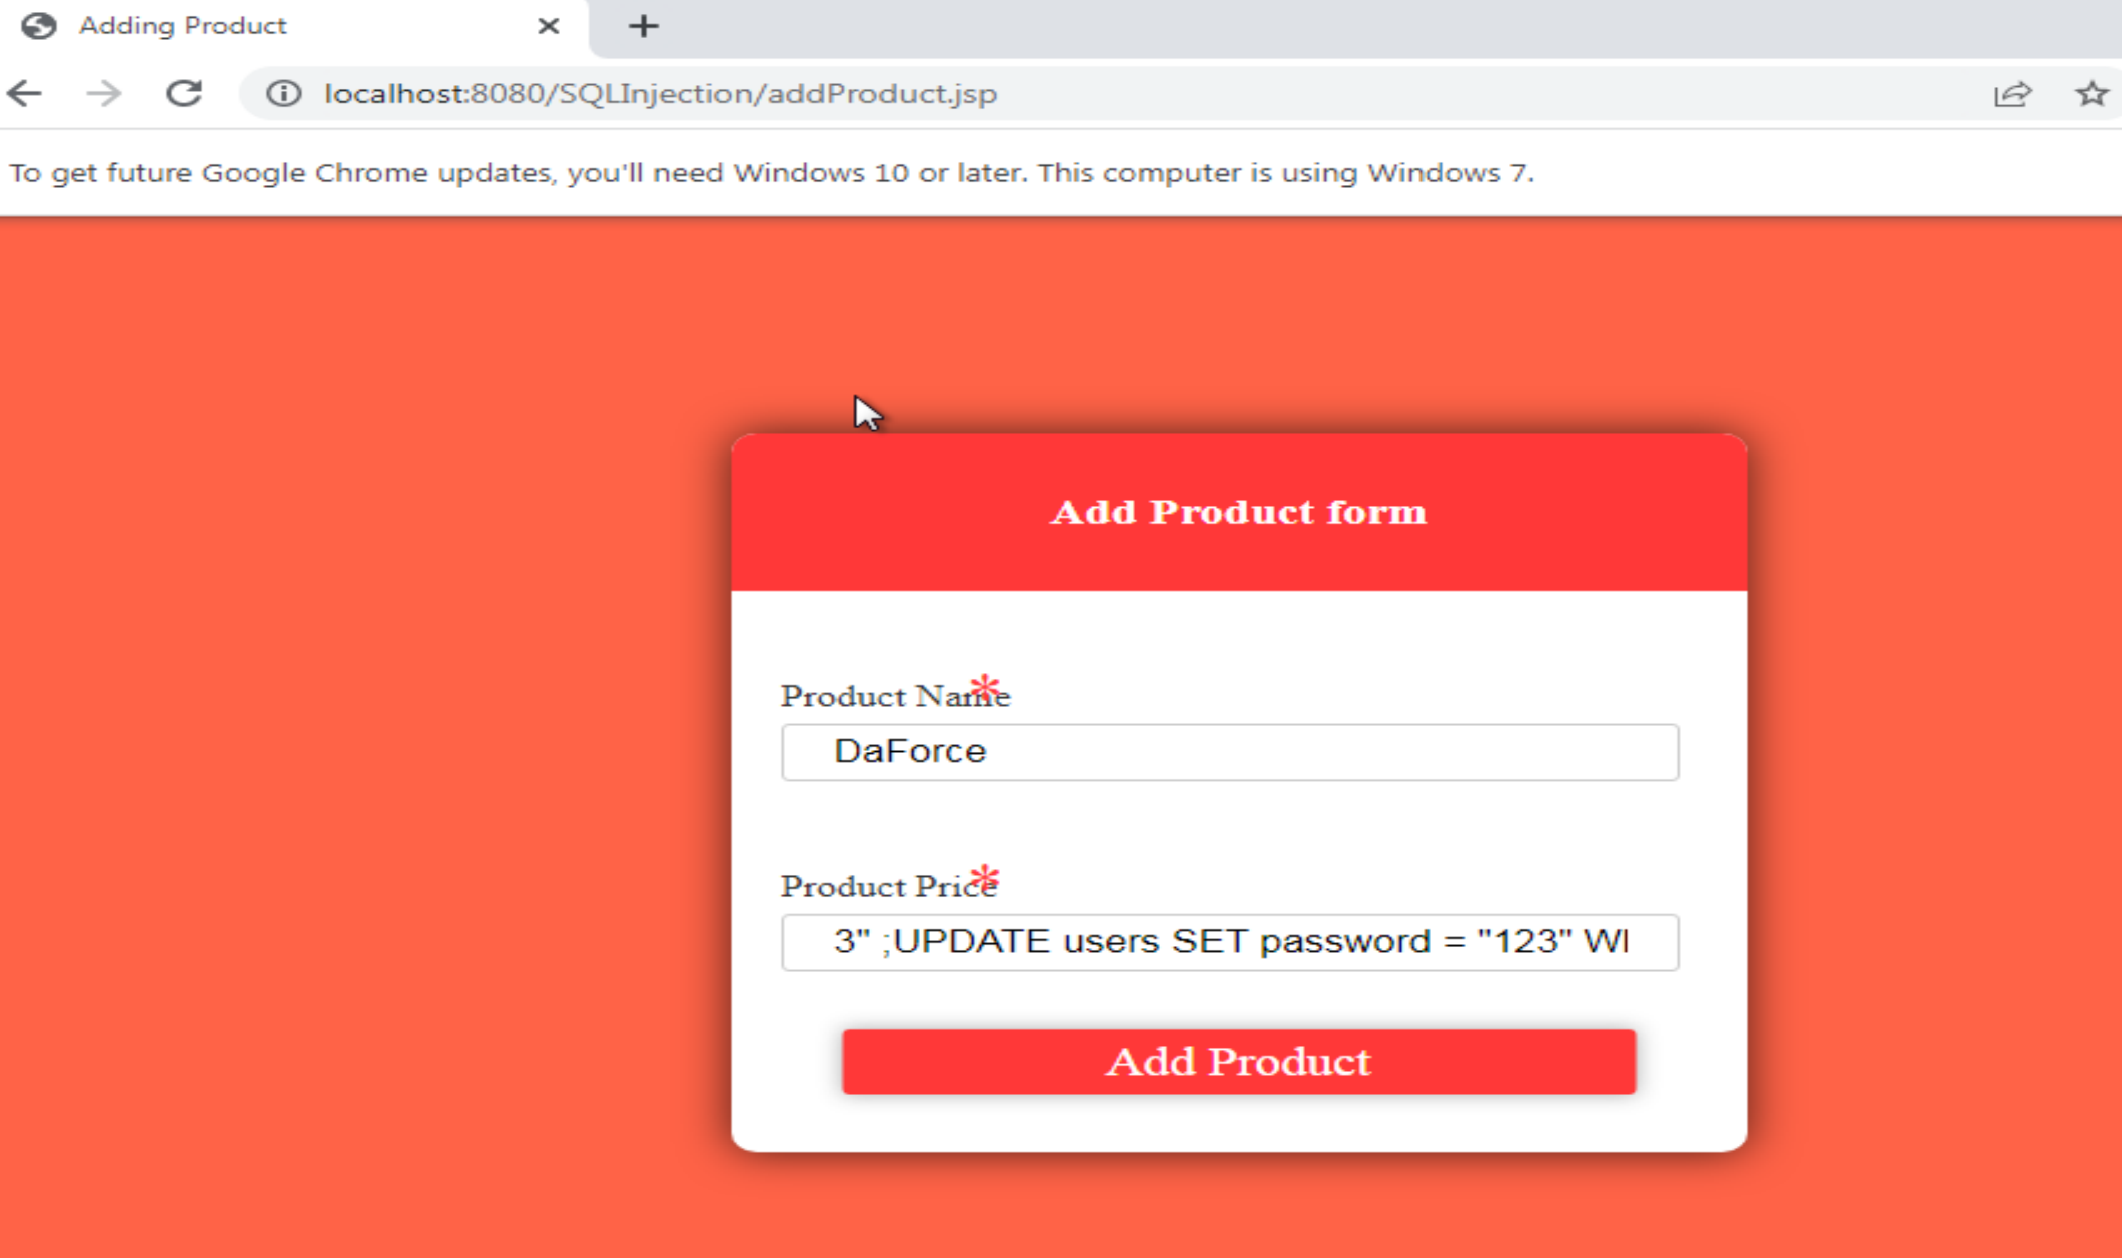 Adding Product
localhost:8080/SQLInjection/addProduct.jsp
To get future Google Chrome updates, you'll need Windows 10 or later. This computer is using Windows 7.
Add Product form
Product Name*
DaForce
Product Price*
3" ;UPDATE users SET password = "123" WI
Add Product